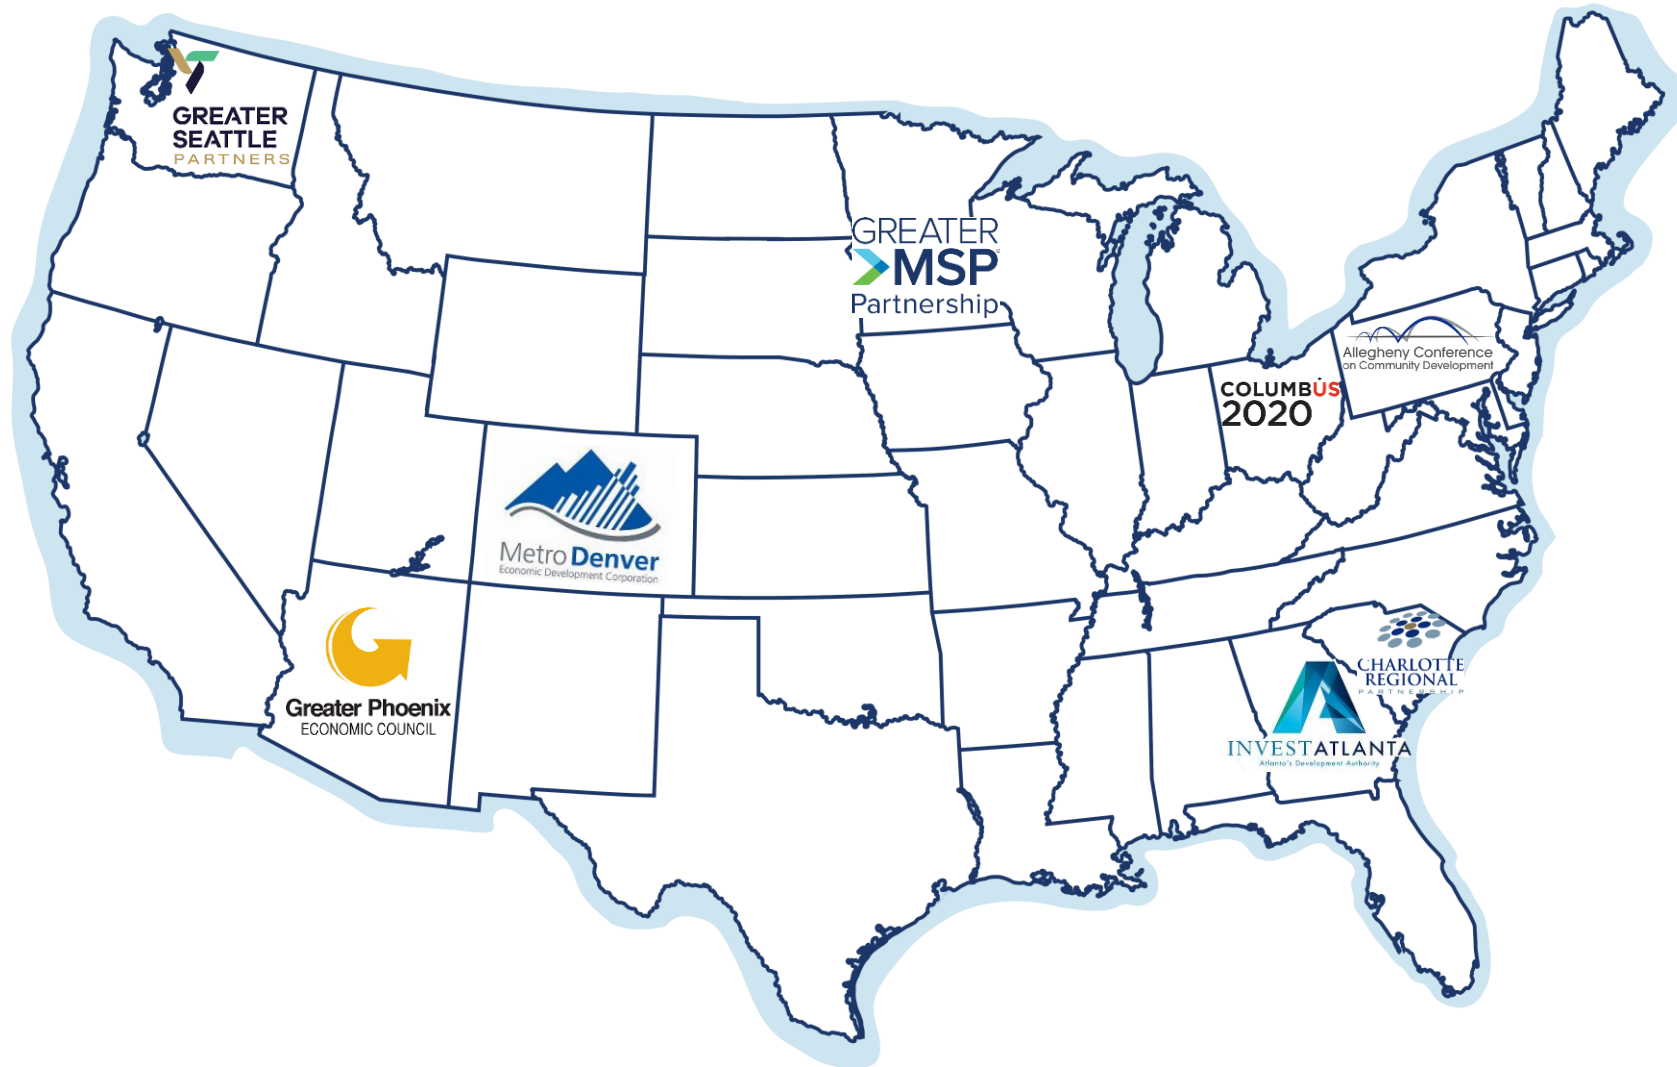 GREATER
SEATTLE
PARTNERS
GREATER
MSP
Partnership
Allegheny Conference
on Community Development
COLUMBUS
2020
Metro Denver
Economic Development Corporation
Greater Phoenix
ECONOMIC COUNCIL
CHARLOTTE
REGIONAL
PARTNERSHIP
INVESTATLANTA
Atlanta's Development Authority